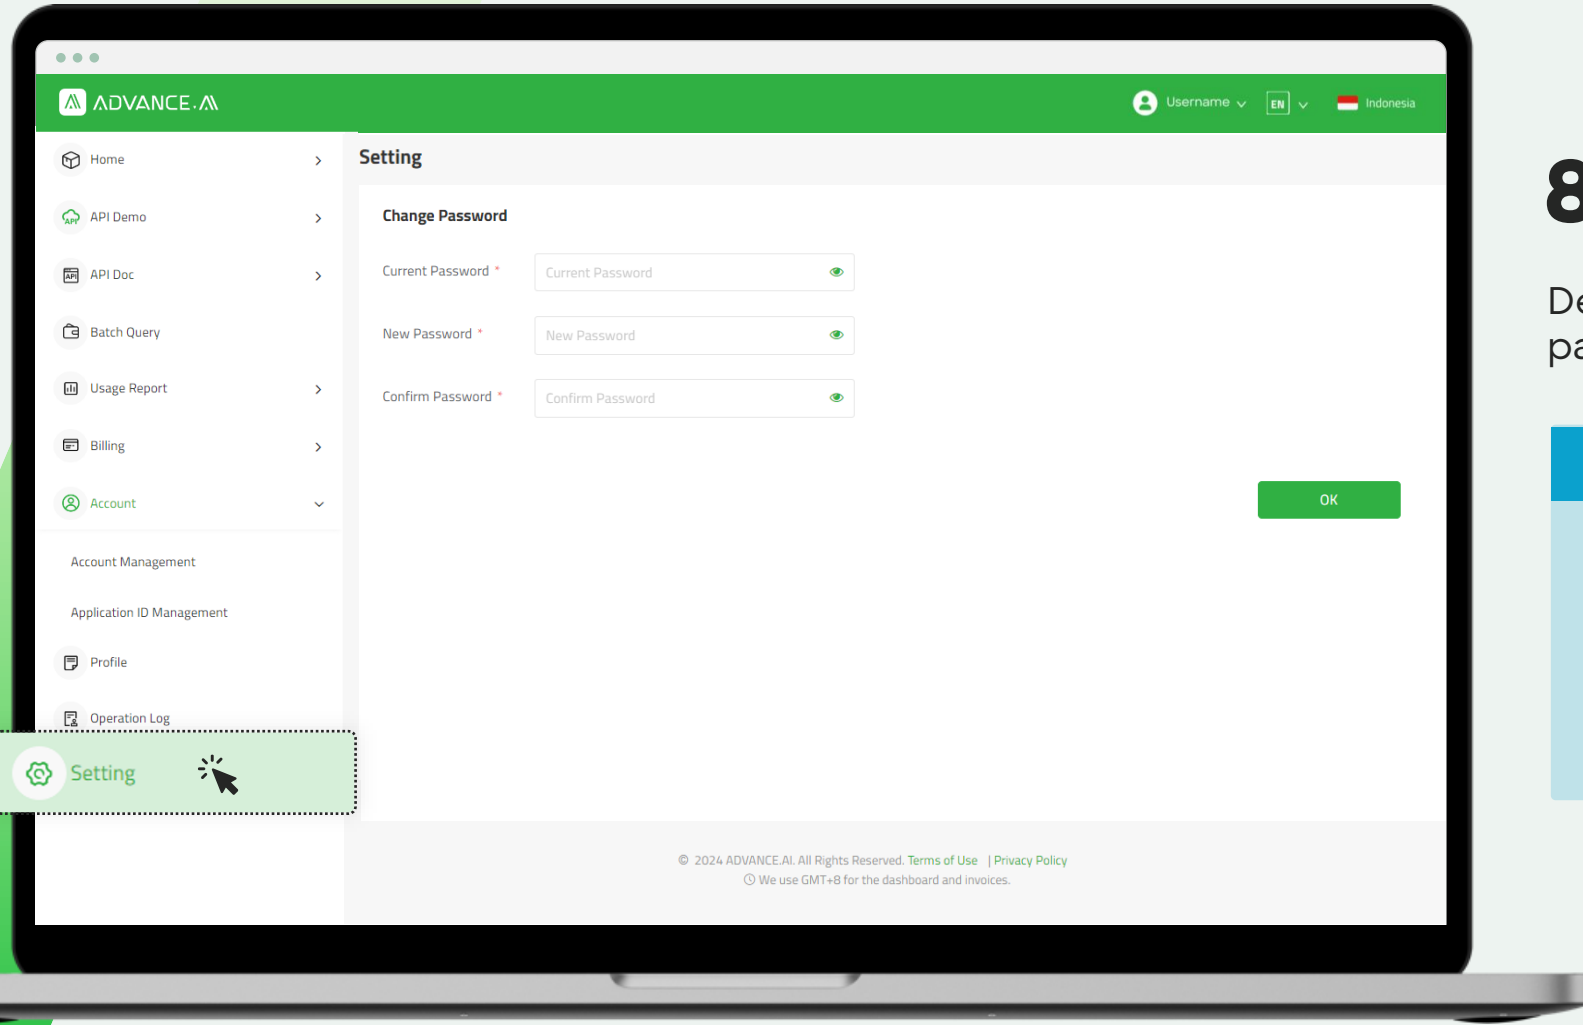 ADVANCE.AI
Username
EN
Indonesia
Home
API Demo
API Doc
Batch Query
Usage Report
Billing
Account
Account Management
Application ID Management
Profile
Operation Log
Setting
Setting
Change Password
Current Password *
Current Password
New Password *
New Password
Confirm Password *
Confirm Password
OK
© 2024 ADVANCE.AI. All Rights Reserved. Terms of Use | Privacy Policy
We use GMT+8 for the dashboard and invoices.
8